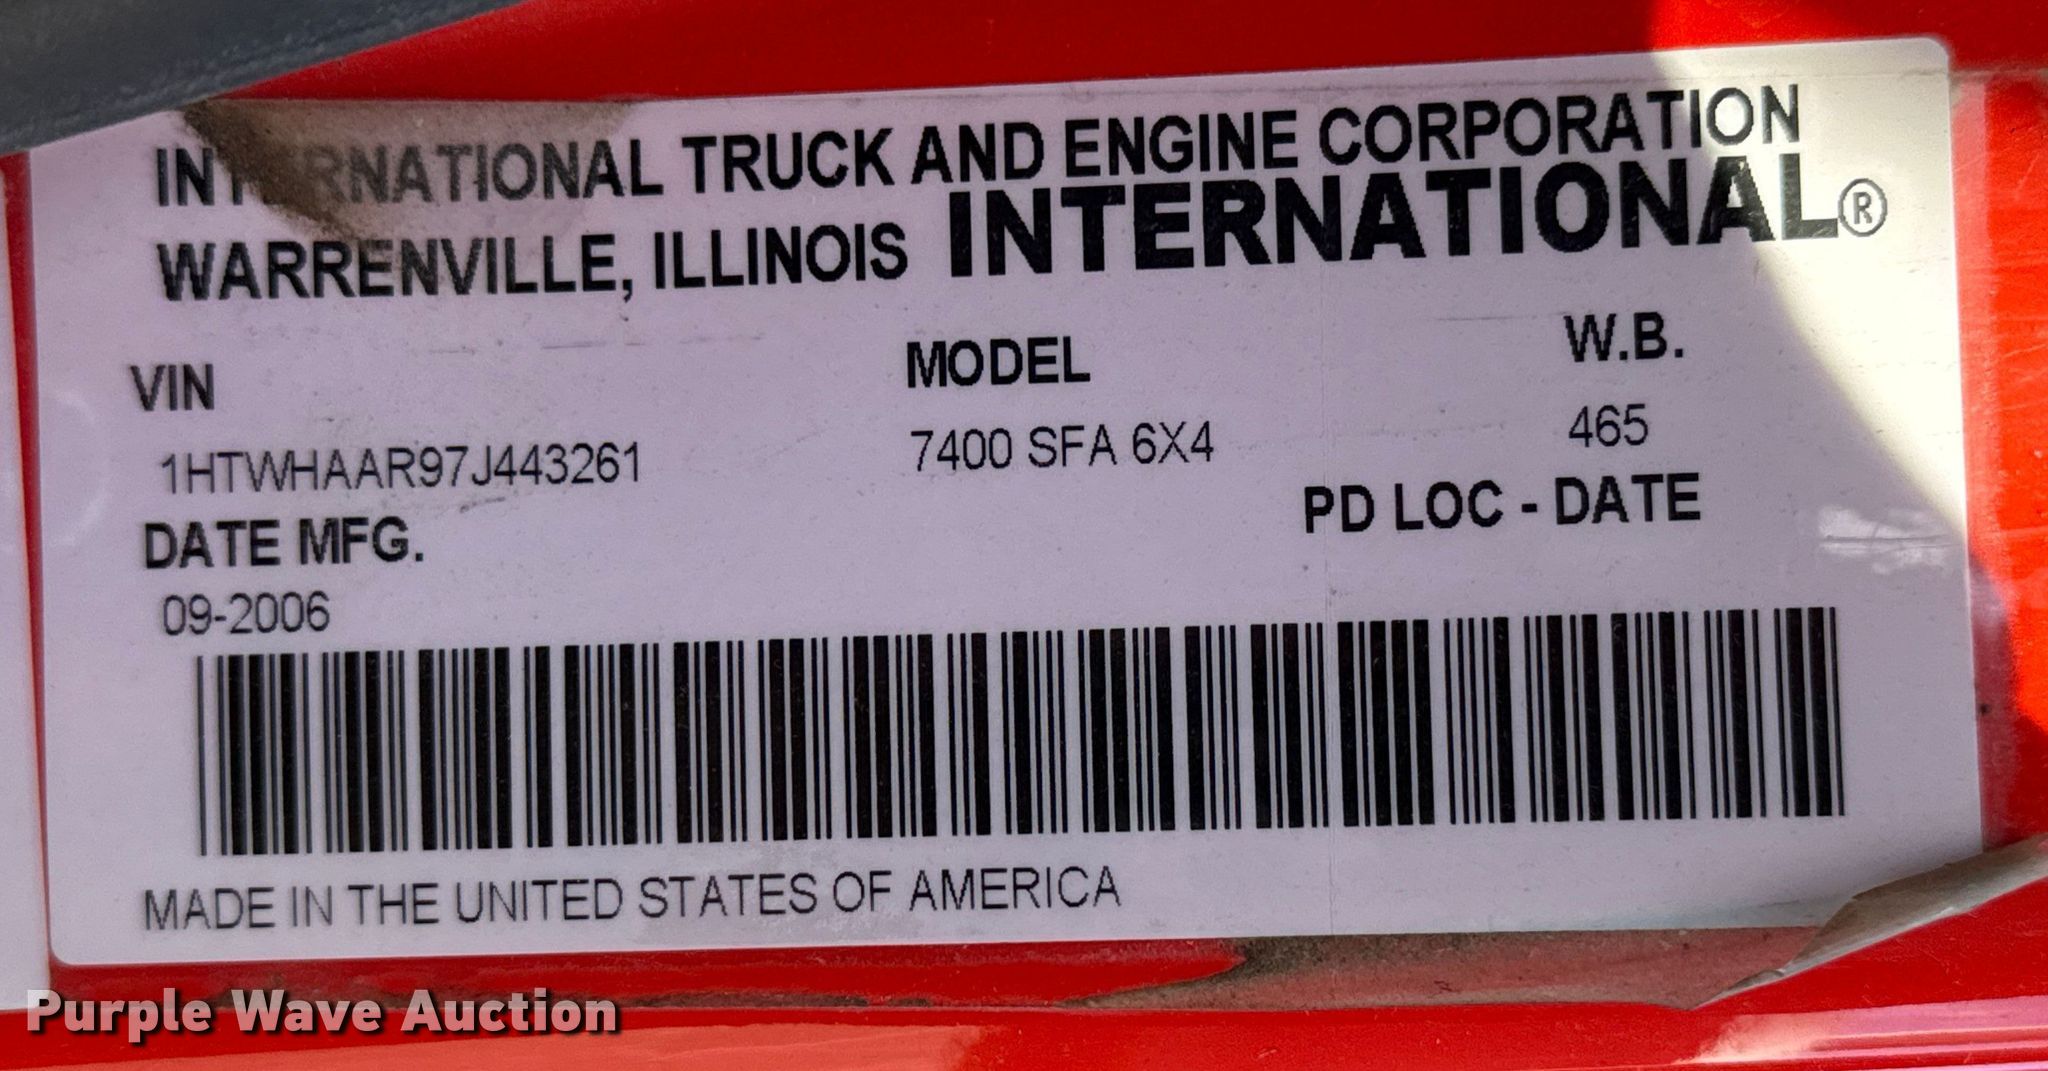 INTERNATIONAL TRUCK AND ENGINE CORPORATION
WARRENVILLE, ILLINOIS INTERNATIONAL®
VIN MODEL W.B.
1HTWHAAR97J443261 7400 SFA 6X4 465
DATE MFG. PD LOC - DATE
09-2006
MADE IN THE UNITED STATES OF AMERICA
Purple Wave Auction